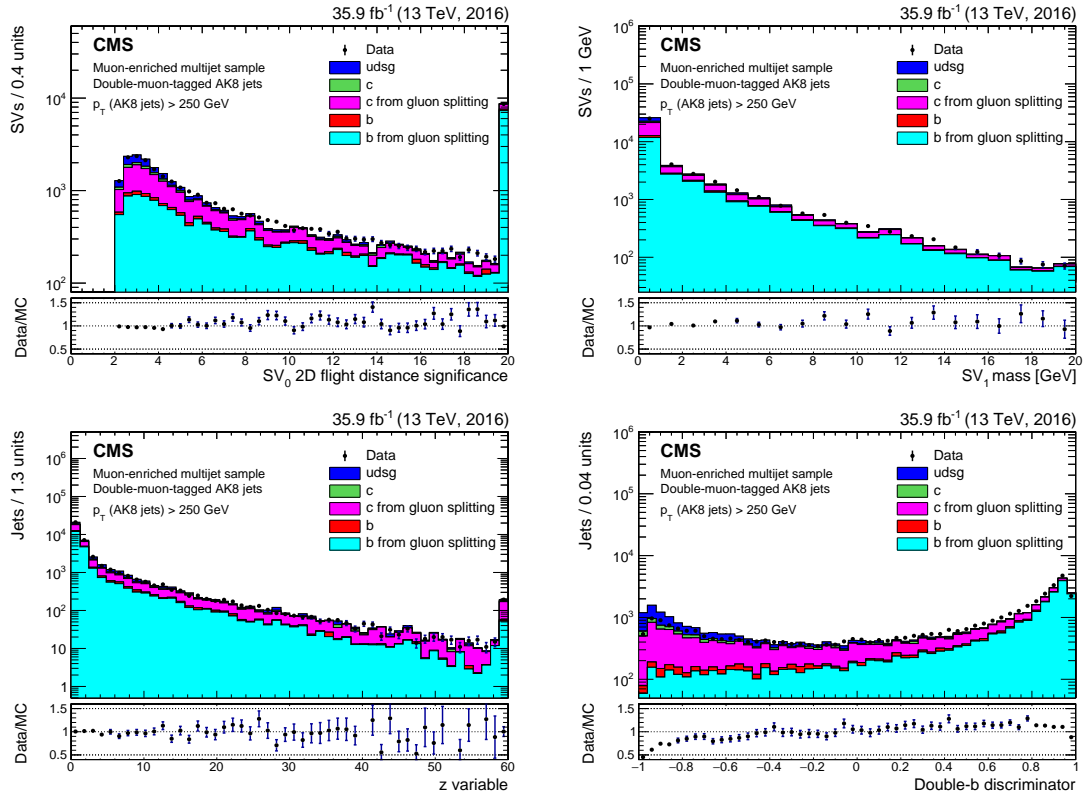 35.9 fb⁻¹ (13 TeV, 2016)
SVs / 0.4 units
CMS
Muon-enriched multijet sample
Double-muon-tagged AK8 jets
p_T (AK8 jets) > 250 GeV
Data
udsg
c
c from gluon splitting
b
b from gluon splitting
10⁴
10³
10²
Data/MC
1.5
1
0.5
0 2 4 6 8 10 12 14 16 18 20
SV₀ 2D flight distance significance
35.9 fb⁻¹ (13 TeV, 2016)
SVs / 1 GeV
CMS
Muon-enriched multijet sample
Double-muon-tagged AK8 jets
p_T (AK8 jets) > 250 GeV
Data
udsg
c
c from gluon splitting
b
b from gluon splitting
10⁶
10⁵
10⁴
10³
10²
Data/MC
1.5
1
0.5
0 2 4 6 8 10 12 14 16 18 20
SV₁ mass [GeV]
35.9 fb⁻¹ (13 TeV, 2016)
Jets / 1.3 units
CMS
Muon-enriched multijet sample
Double-muon-tagged AK8 jets
p_T (AK8 jets) > 250 GeV
Data
udsg
c
c from gluon splitting
b
b from gluon splitting
10⁶
10⁵
10⁴
10³
10²
10
1
Data/MC
1.5
1
0.5
0 10 20 30 40 50 60
z variable
35.9 fb⁻¹ (13 TeV, 2016)
Jets / 0.04 units
CMS
Muon-enriched multijet sample
Double-muon-tagged AK8 jets
p_T (AK8 jets) > 250 GeV
Data
udsg
c
c from gluon splitting
b
b from gluon splitting
10⁶
10⁵
10⁴
10³
10²
Data/MC
1.5
1
0.5
−1 −0.8 −0.6 −0.4 −0.2 0 0.2 0.4 0.6 0.8 1
Double-b discriminator